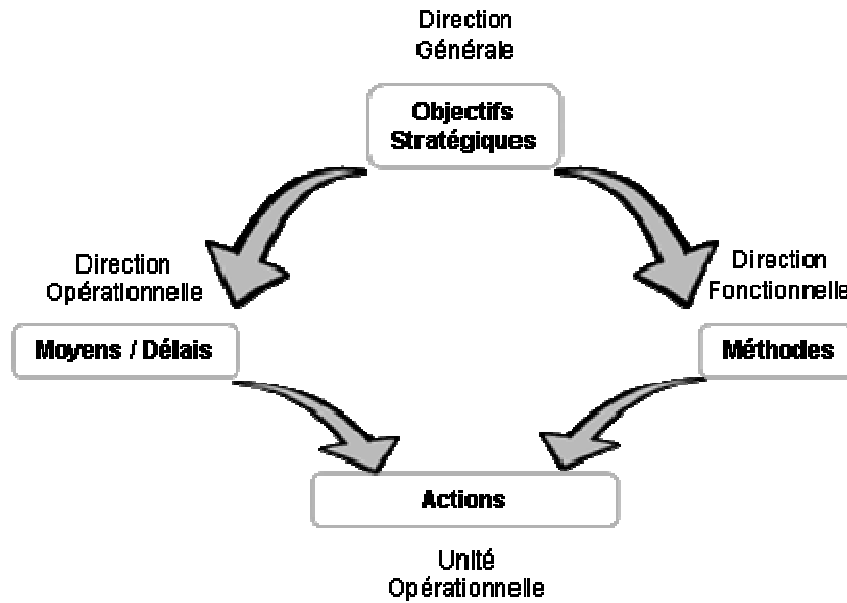 Direction
Générale
Objectifs
Stratégiques
Direction
Opérationnelle
Direction
Fonctionnelle
Moyens / Délais
Méthodes
Actions
Unité
Opérationnelle